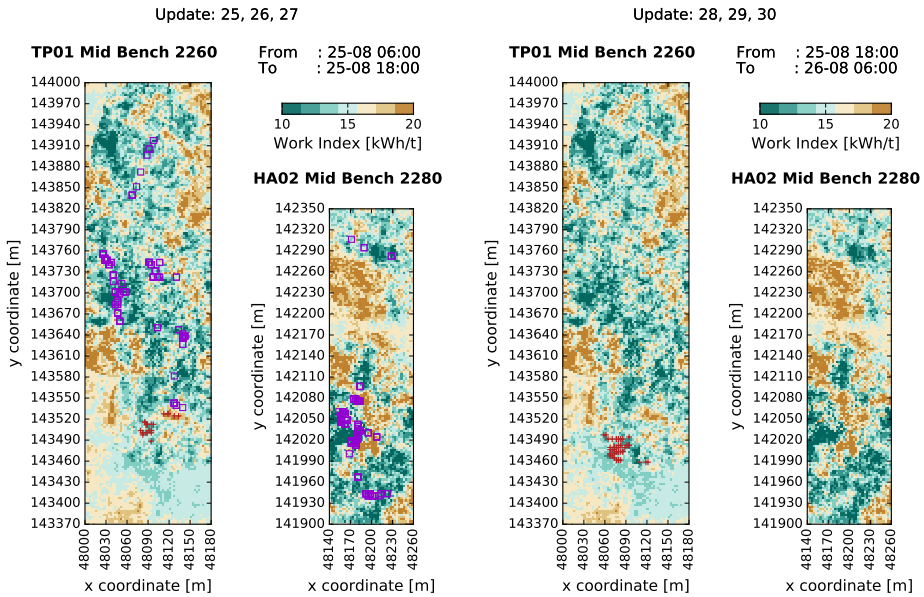 Update: 25, 26, 27
TP01 Mid Bench 2260
From : 25-08 06:00
To : 25-08 18:00
10 15 20
Work Index [kWh/t]
y coordinate [m]
144000
143970
143940
143910
143880
143850
143820
143790
143760
143730
143700
143670
143640
143610
143580
143550
143520
143490
143460
143430
143400
143370
48000 48030 48060 48090 48120 48150 48180
x coordinate [m]
HA02 Mid Bench 2280
y coordinate [m]
142350
142320
142290
142260
142230
142200
142170
142140
142110
142080
142050
142020
141990
141960
141930
141900
48140 48170 48200 48230 48260
x coordinate [m]
Update: 28, 29, 30
TP01 Mid Bench 2260
From : 25-08 18:00
To : 26-08 06:00
10 15 20
Work Index [kWh/t]
y coordinate [m]
144000
143970
143940
143910
143880
143850
143820
143790
143760
143730
143700
143670
143640
143610
143580
143550
143520
143490
143460
143430
143400
143370
48000 48030 48060 48090 48120 48150 48180
x coordinate [m]
HA02 Mid Bench 2280
y coordinate [m]
142350
142320
142290
142260
142230
142200
142170
142140
142110
142080
142050
142020
141990
141960
141930
141900
48140 48170 48200 48230 48260
x coordinate [m]